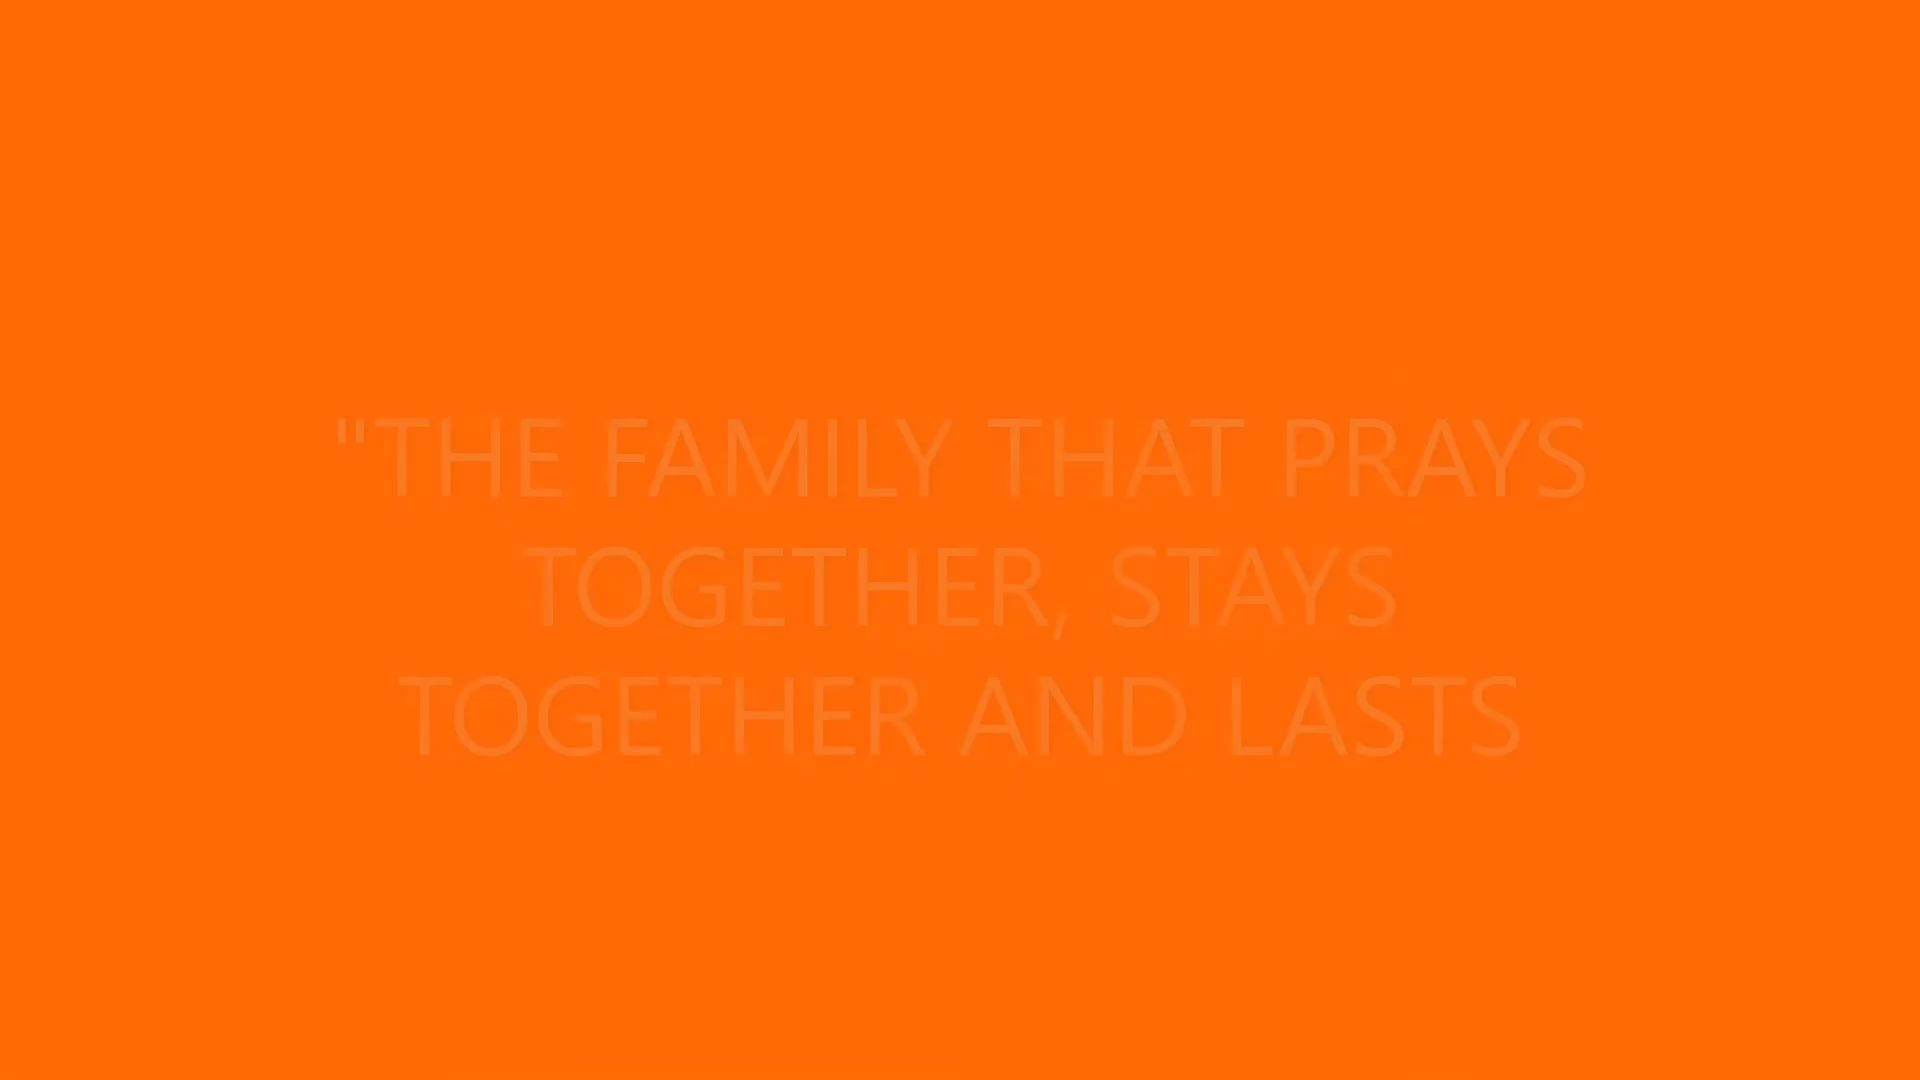 "THE FAMILY THAT PRAYS
TOGETHER, STAYS
TOGETHER AND LASTS